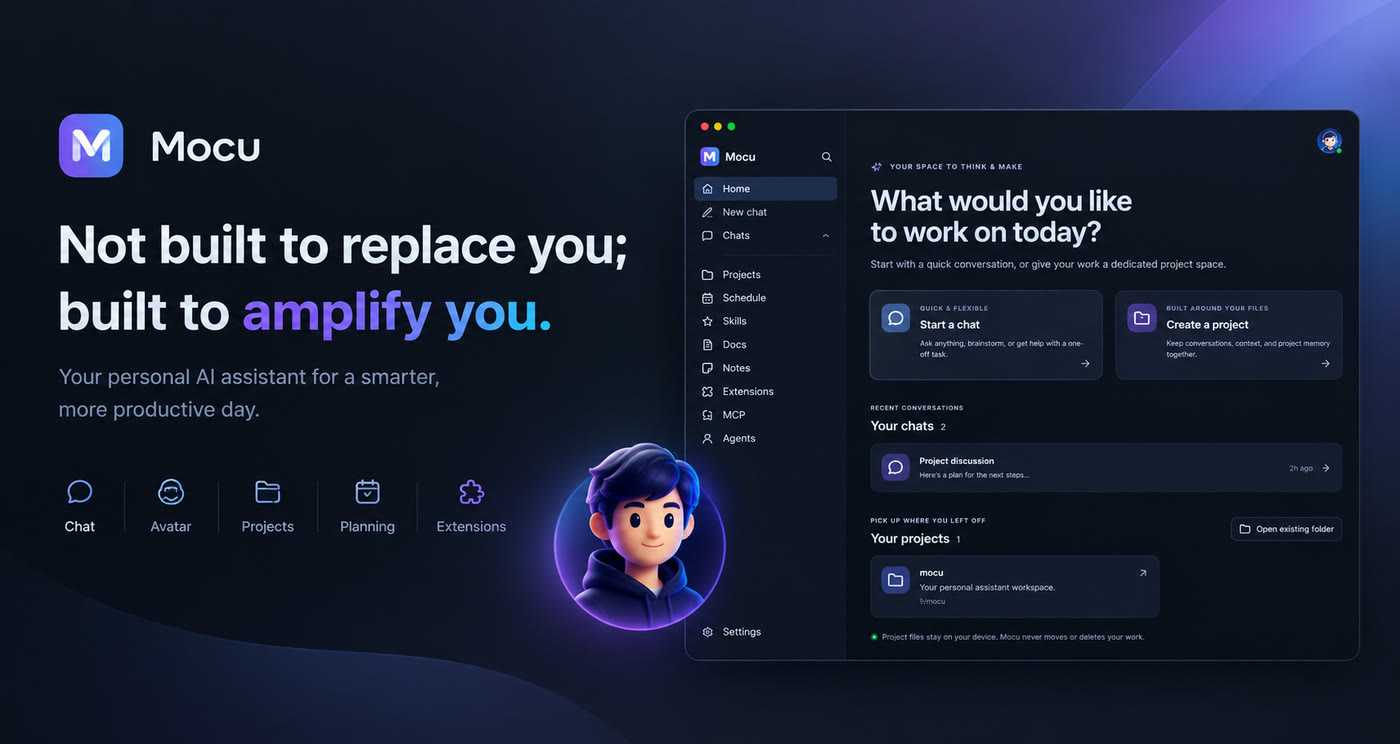 M Mocu
Not built to replace you;
built to amplify you.
Your personal AI assistant for a smarter,
more productive day.
Chat
Avatar
Projects
Planning
Extensions
M Mocu
Home
New chat
Chats
Projects
Schedule
Skills
Docs
Notes
Extensions
MCP
Agents
Settings
YOUR SPACE TO THINK & MAKE
What would you like
to work on today?
Start with a quick conversation, or give your work a dedicated project space.
QUICK & FLEXIBLE
Start a chat
Ask anything, brainstorm, or get help with a one-
off task.
BUILT AROUND YOUR FILES
Create a project
Keep conversations, context, and project memory
together.
RECENT CONVERSATIONS
Your chats 2
Project discussion
Here's a plan for the next steps...
2h ago
PICK UP WHERE YOU LEFT OFF
Your projects 1
Open existing folder
mocu
Your personal assistant workspace.
/mocu
Project files stay on your device. Mocu never moves or deletes your work.